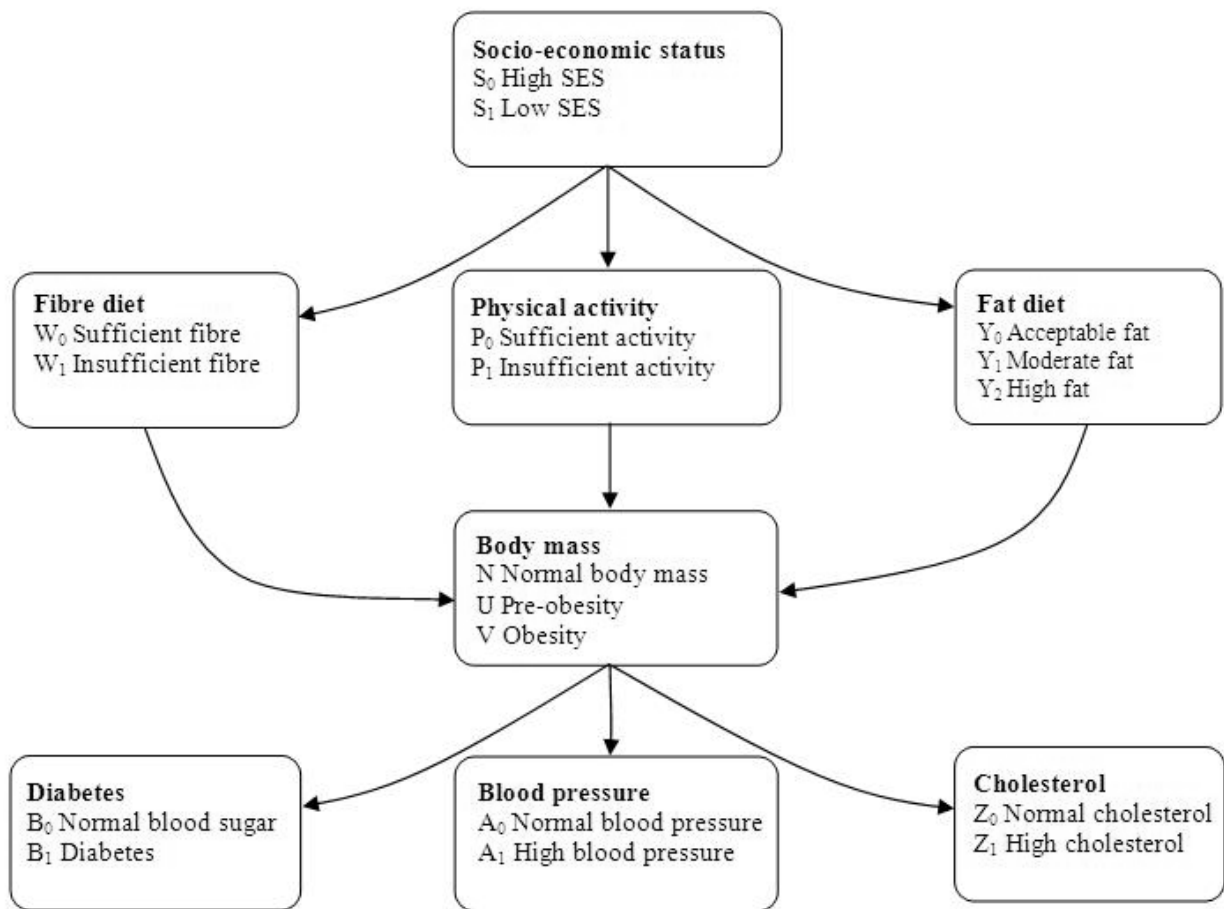 Socio-economic status
S₀ High SES
S₁ Low SES
Fibre diet
W₀ Sufficient fibre
W₁ Insufficient fibre
Physical activity
P₀ Sufficient activity
P₁ Insufficient activity
Fat diet
Y₀ Acceptable fat
Y₁ Moderate fat
Y₂ High fat
Body mass
N Normal body mass
U Pre-obesity
V Obesity
Diabetes
B₀ Normal blood sugar
B₁ Diabetes
Blood pressure
A₀ Normal blood pressure
A₁ High blood pressure
Cholesterol
Z₀ Normal cholesterol
Z₁ High cholesterol